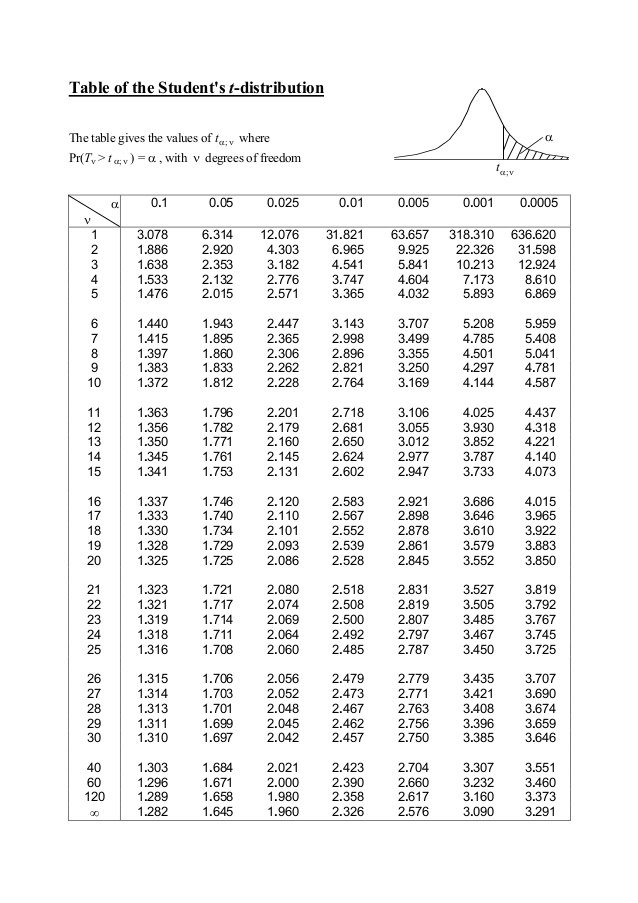 Table of the Student's t-distribution
The table gives the values of tα;ν where
Pr(Tν > tα;ν) = α, with ν degrees of freedom
α
tα;ν
α 0.1 0.05 0.025 0.01 0.005 0.001 0.0005
ν
1 3.078 6.314 12.076 31.821 63.657 318.310 636.620
2 1.886 2.920 4.303 6.965 9.925 22.326 31.598
3 1.638 2.353 3.182 4.541 5.841 10.213 12.924
4 1.533 2.132 2.776 3.747 4.604 7.173 8.610
5 1.476 2.015 2.571 3.365 4.032 5.893 6.869
6 1.440 1.943 2.447 3.143 3.707 5.208 5.959
7 1.415 1.895 2.365 2.998 3.499 4.785 5.408
8 1.397 1.860 2.306 2.896 3.355 4.501 5.041
9 1.383 1.833 2.262 2.821 3.250 4.297 4.781
10 1.372 1.812 2.228 2.764 3.169 4.144 4.587
11 1.363 1.796 2.201 2.718 3.106 4.025 4.437
12 1.356 1.782 2.179 2.681 3.055 3.930 4.318
13 1.350 1.771 2.160 2.650 3.012 3.852 4.221
14 1.345 1.761 2.145 2.624 2.977 3.787 4.140
15 1.341 1.753 2.131 2.602 2.947 3.733 4.073
16 1.337 1.746 2.120 2.583 2.921 3.686 4.015
17 1.333 1.740 2.110 2.567 2.898 3.646 3.965
18 1.330 1.734 2.101 2.552 2.878 3.610 3.922
19 1.328 1.729 2.093 2.539 2.861 3.579 3.883
20 1.325 1.725 2.086 2.528 2.845 3.552 3.850
21 1.323 1.721 2.080 2.518 2.831 3.527 3.819
22 1.321 1.717 2.074 2.508 2.819 3.505 3.792
23 1.319 1.714 2.069 2.500 2.807 3.485 3.767
24 1.318 1.711 2.064 2.492 2.797 3.467 3.745
25 1.316 1.708 2.060 2.485 2.787 3.450 3.725
26 1.315 1.706 2.056 2.479 2.779 3.435 3.707
27 1.314 1.703 2.052 2.473 2.771 3.421 3.690
28 1.313 1.701 2.048 2.467 2.763 3.408 3.674
29 1.311 1.699 2.045 2.462 2.756 3.396 3.659
30 1.310 1.697 2.042 2.457 2.750 3.385 3.646
40 1.303 1.684 2.021 2.423 2.704 3.307 3.551
60 1.296 1.671 2.000 2.390 2.660 3.232 3.460
120 1.289 1.658 1.980 2.358 2.617 3.160 3.373
∞ 1.282 1.645 1.960 2.326 2.576 3.090 3.291